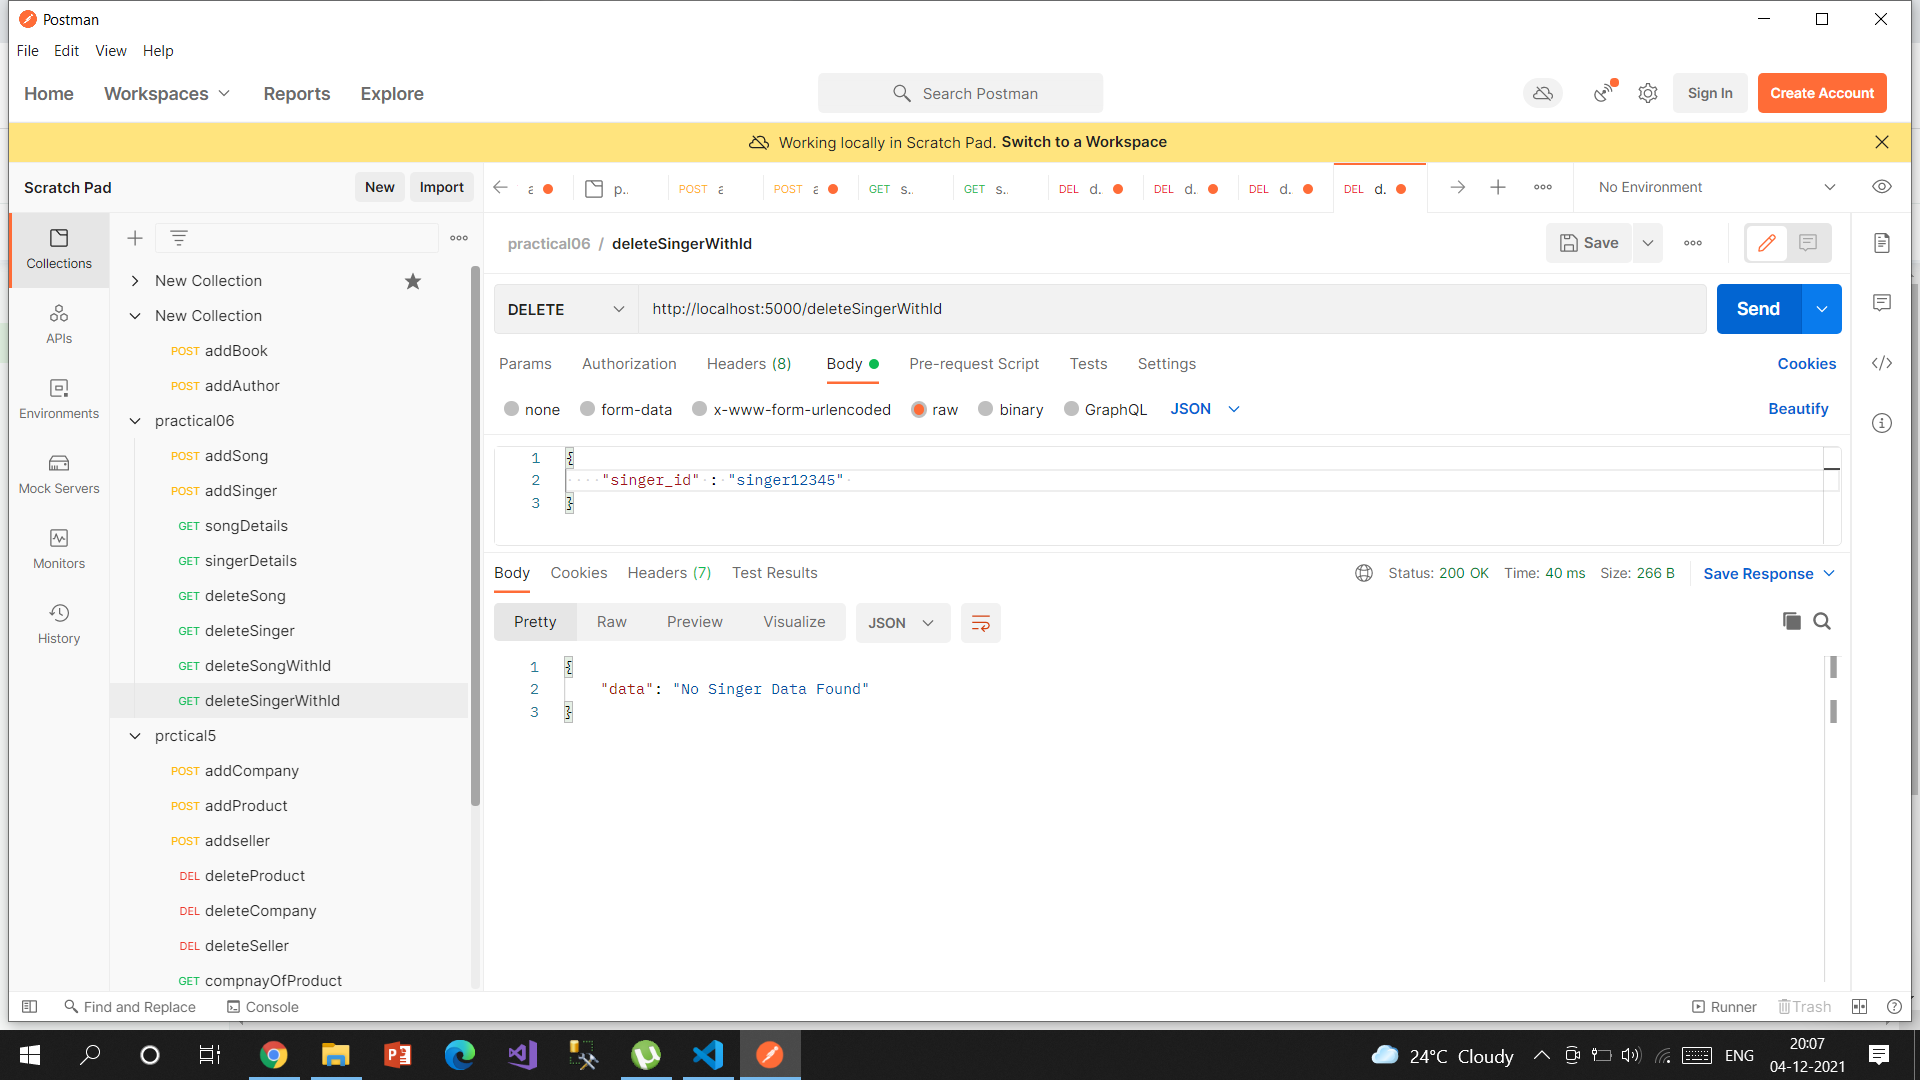 Postman
File Edit View Help
Home Workspaces Reports Explore
Search Postman
Sign In
Create Account
Working locally in Scratch Pad. Switch to a Workspace
Scratch Pad
New
Import
p..
POST
POST
GET s..
GET s..
DEL d.
DEL d.
DEL d.
DEL d.
No Environment
Collections
APIs
Environments
Mock Servers
Monitors
History
New Collection
New Collection
POST addBook
POST addAuthor
practical06
POST addSong
POST addSinger
GET songDetails
GET singerDetails
GET deleteSong
GET deleteSinger
GET deleteSongWithId
GET deleteSingerWithId
prctical5
POST addCompany
POST addProduct
POST addseller
DEL deleteProduct
DEL deleteCompany
DEL deleteSeller
GET compnayOfProduct
practical06 / deleteSingerWithId
Save
DELETE
http://localhost:5000/deleteSingerWithId
Send
Params Authorization Headers (8) Body Pre-request Script Tests Settings
Cookies
none form-data x-www-form-urlencoded raw binary GraphQL JSON
Beautify
1 {
2 "singer_id" : "singer12345"
3 }
Body Cookies Headers (7) Test Results
Status: 200 OK Time: 40 ms Size: 266 B
Save Response
Pretty Raw Preview Visualize JSON
1 {
2 "data": "No Singer Data Found"
3 }
Find and Replace Console
Runner Trash
24°C Cloudy
ENG
20:07
04-12-2021